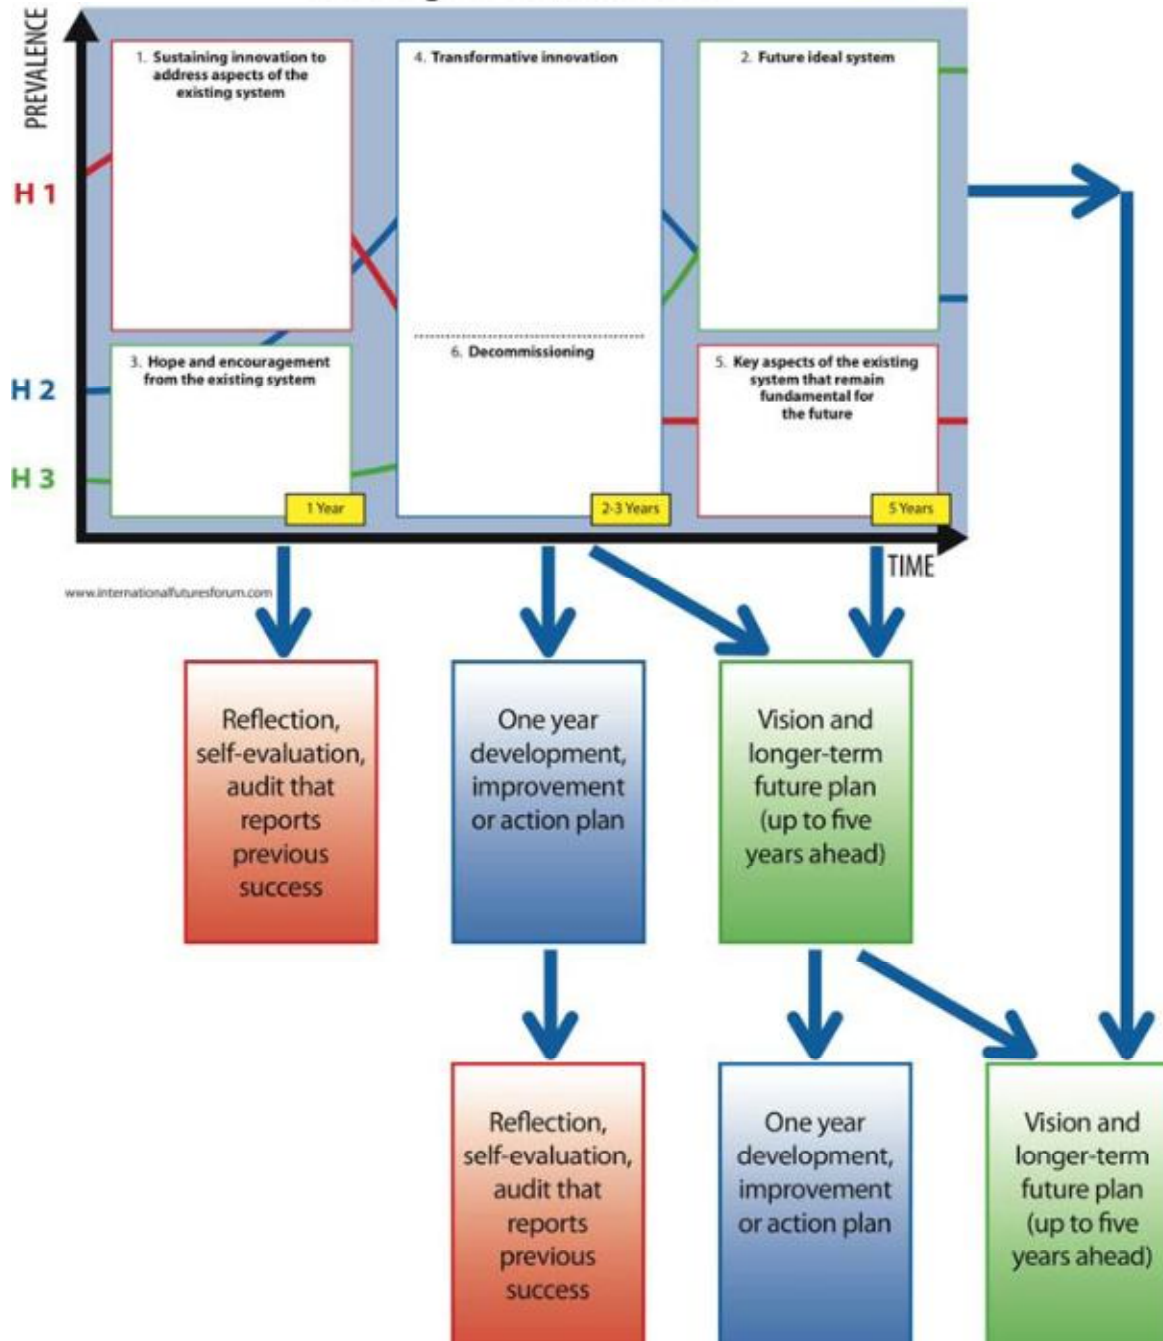 PREVALENCE
1. Sustaining innovation to
address aspects of the
existing system
4. Transformative innovation
2. Future ideal system
H 1
6. Decommissioning
3. Hope and encouragement
from the existing system
5. Key aspects of the existing
system that remain
fundamental for
the future
H 2
H 3
1 Year
2-3 Years
5 Years
TIME
www.internationalfuturesforum.com
Reflection,
self-evaluation,
audit that
reports
previous
success
One year
development,
improvement
or action plan
Vision and
longer-term
future plan
(up to five
years ahead)
Reflection,
self-evaluation,
audit that
reports
previous
success
One year
development,
improvement
or action plan
Vision and
longer-term
future plan
(up to five
years ahead)